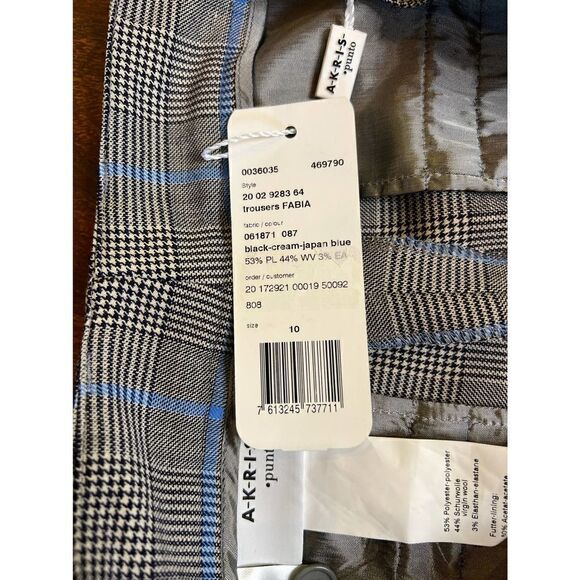 A-K-R-I-S-
•punto
0036035 469790
Style
20 02 9283 64
trousers FABIA
fabric / colour
061871 087
black-cream-japan blue
53% PL 44% WV 3% EA
order / customer
20 172921 00019 50092
808
size 10
7 613245 737711
A-K-R-I-S
•punto
53% Polyester-polyester
44% Schurwolle
virgin wool
3% Elasthan-elastane
Futter-lining:
Acetat-acetate